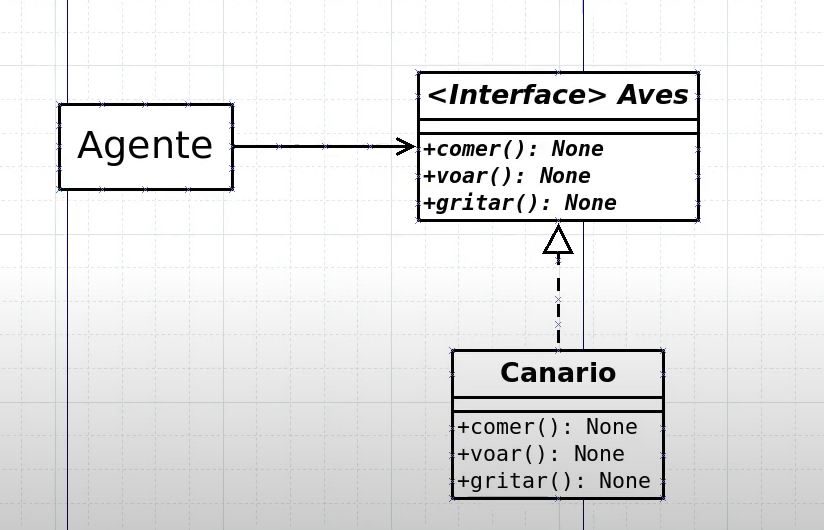 Agente
<Interface> Aves
+comer(): None
+voar(): None
+gritar(): None
Canario
+comer(): None
+voar(): None
+gritar(): None